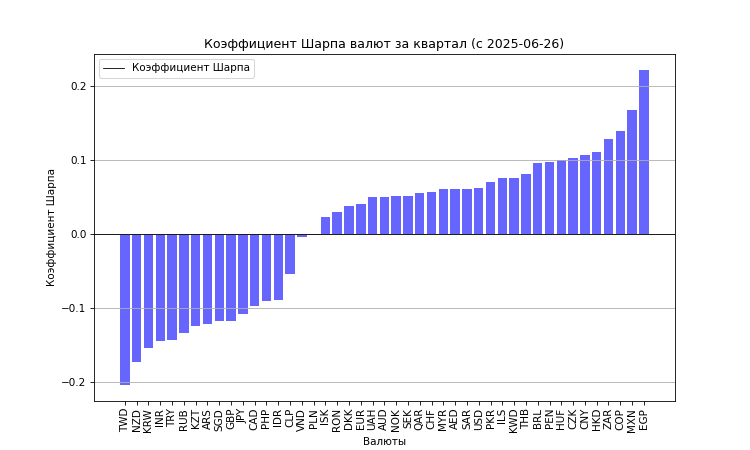 Коэффициент Шарпа валют за квартал (с 2025-06-26)
Коэффициент Шарпа
0.2
0.1
0.0
−0.1
−0.2
Коэффициент Шарпа
TWD
NZD
KRW
INR
TRY
RUB
KZT
ARS
SGD
GBP
JPY
CAD
PHP
IDR
CLP
VND
PLN
ISK
RON
DKK
EUR
UAH
AUD
NOK
SEK
QAR
CHF
MYR
AED
SAR
USD
PKR
ILS
KWD
THB
BRL
PEN
HUF
CZK
CNY
HKD
ZAR
COP
MXN
EGP
Валюты